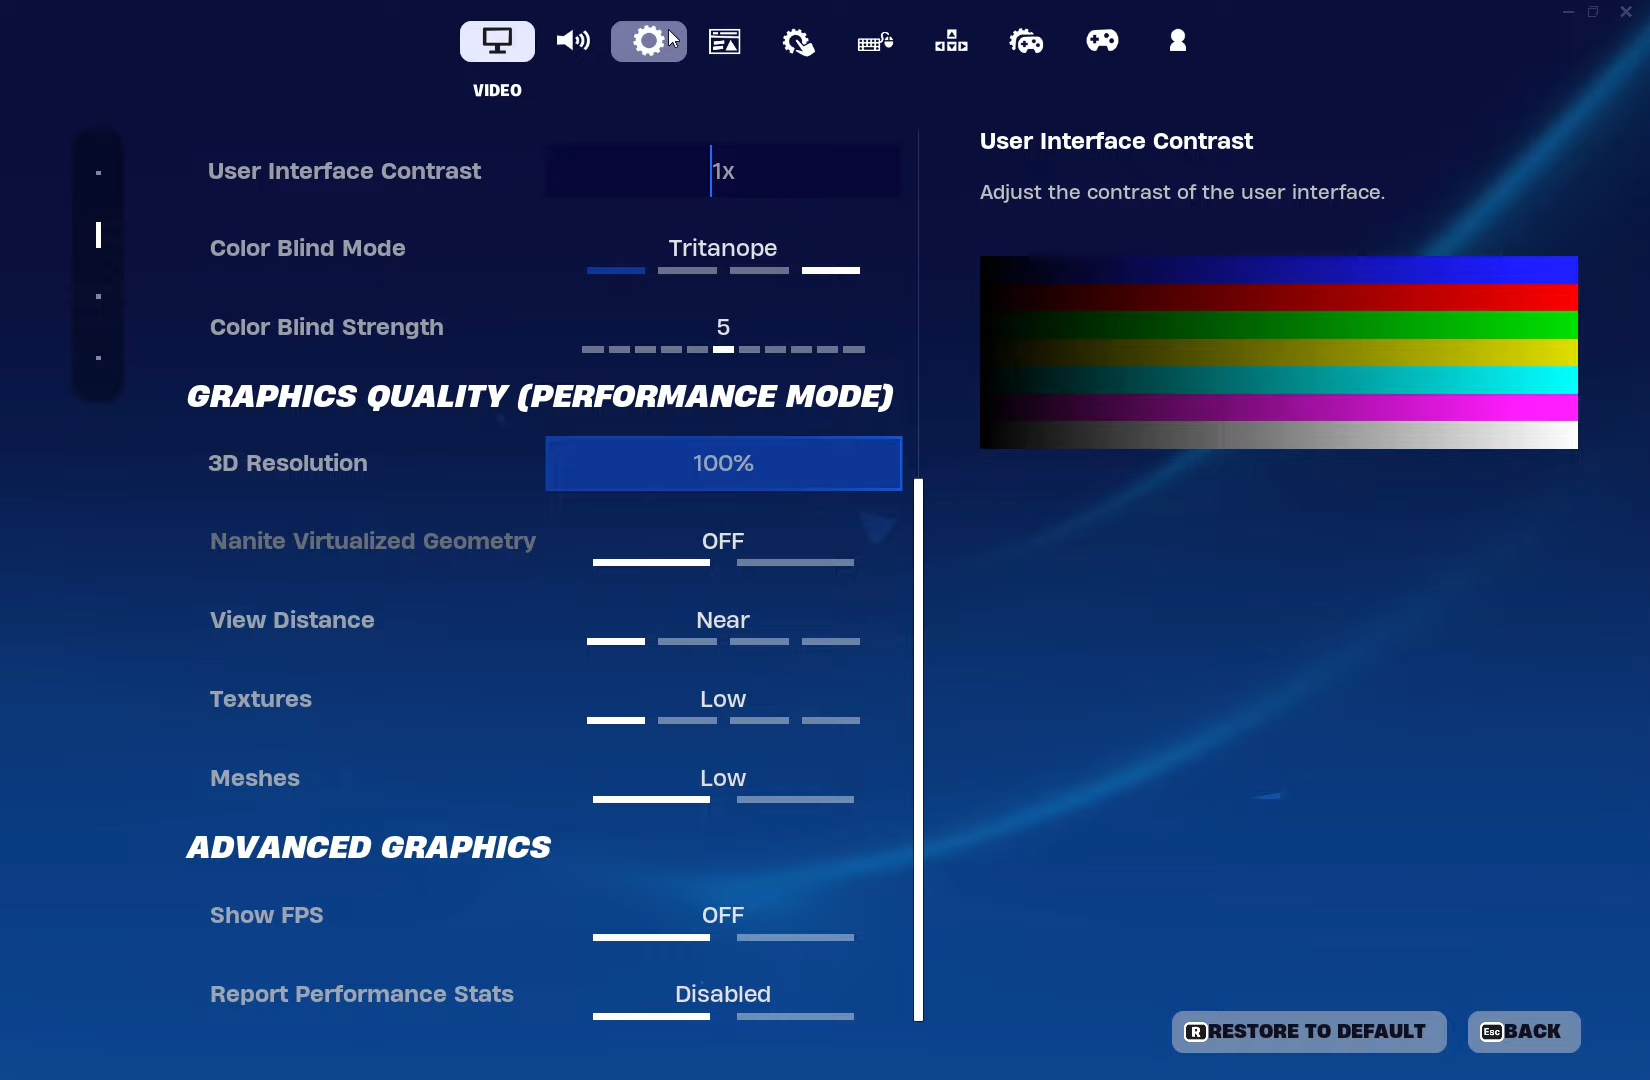 VIDEO
User Interface Contrast
1x
Color Blind Mode
Tritanope
Color Blind Strength
5
GRAPHICS QUALITY (PERFORMANCE MODE)
3D Resolution
100%
Nanite Virtualized Geometry
OFF
View Distance
Near
Textures
Low
Meshes
Low
ADVANCED GRAPHICS
Show FPS
OFF
Report Performance Stats
Disabled
User Interface Contrast
Adjust the contrast of the user interface.
R RESTORE TO DEFAULT
Esc BACK